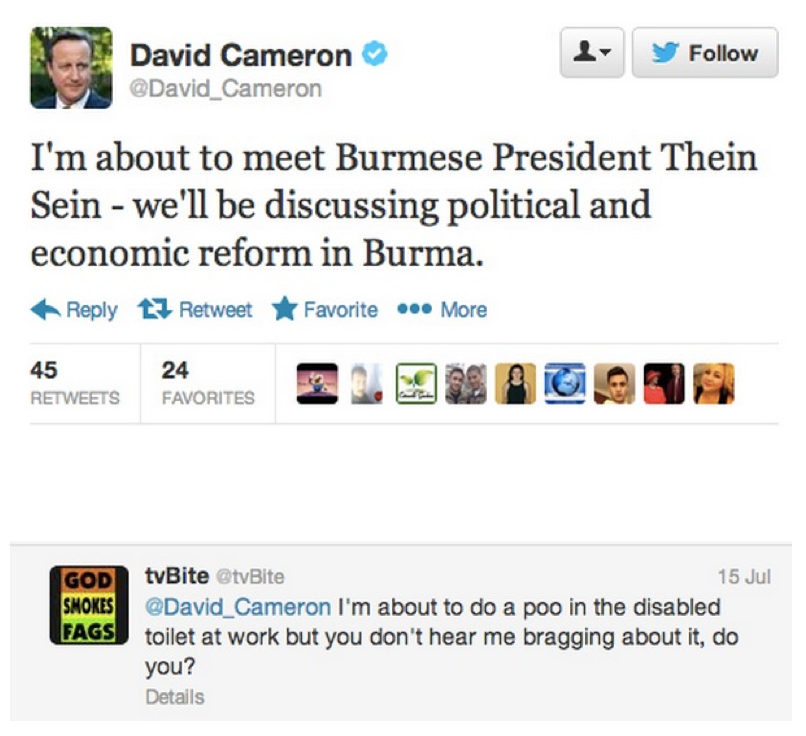 David Cameron
@David_Cameron
Follow
I'm about to meet Burmese President Thein
Sein - we'll be discussing political and
economic reform in Burma.
Reply Retweet Favorite More
45 RETWEETS
24 FAVORITES
GOD
SMOKES
FAGS
tvBite @tvBite 15 Jul
@David_Cameron I'm about to do a poo in the disabled
toilet at work but you don't hear me bragging about it, do
you?
Details